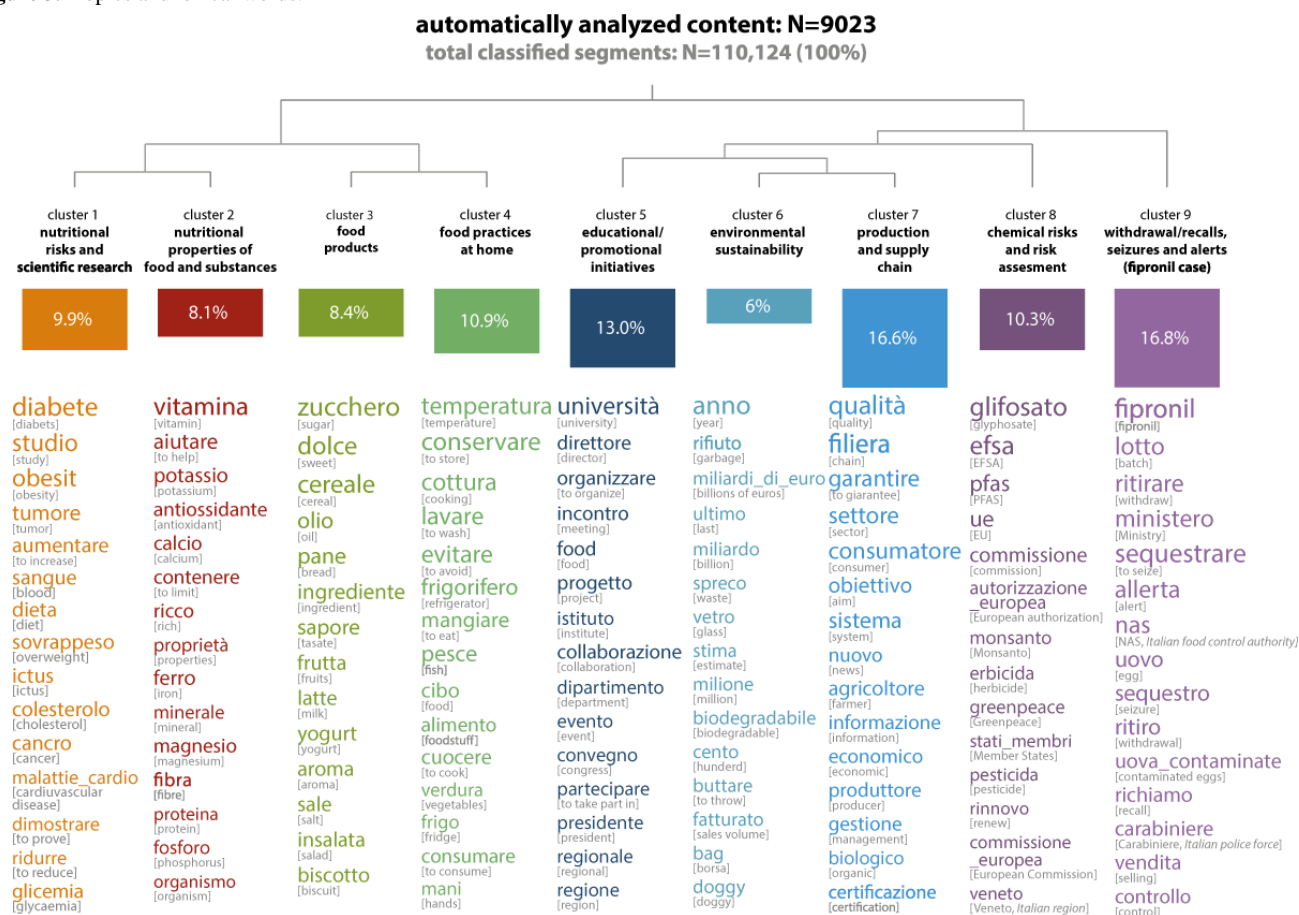 automatically analyzed content: N=9023
total classified segments: N=110,124 (100%)
cluster 1
nutritional
risks and
scientific research
cluster 2
nutritional
properties of
food and substances
cluster 3
food
products
cluster 4
food practices
at home
cluster 5
educational/
promotional
initiatives
cluster 6
environmental
sustainability
cluster 7
production
and supply
chain
cluster 8
chemical risks
and risk
assesment
cluster 9
withdrawal/recalls,
seizures and alerts
(fipronil case)
9.9%
8.1%
8.4%
10.9%
13.0%
6%
16.6%
10.3%
16.8%
diabete
[diabets]
studio
[study]
obesit
[obesity]
tumore
[tumor]
aumentare
[to increase]
sangue
[blood]
dieta
[diet]
sovrappeso
[overweight]
ictus
[ictus]
colesterolo
[cholesterol]
cancro
[cancer]
malattie_cardio
[cardiuvascular
disease]
dimostrare
[to prove]
ridurre
[to reduce]
glicemia
[glycaemia]
vitamina
[vitamin]
aiutare
[to help]
potassio
[potassium]
antiossidante
[antioxidant]
calcio
[calcium]
contenere
[to limit]
ricco
[rich]
proprietà
[properties]
ferro
[iron]
minerale
[mineral]
magnesio
[magnesium]
fibra
[fibre]
proteina
[protein]
fosforo
[phosphorus]
organismo
[organism]
zucchero
[sugar]
dolce
[sweet]
cereale
[cereal]
olio
[oil]
pane
[bread]
ingrediente
[ingredient]
sapore
[tasate]
frutta
[fruits]
latte
[milk]
yogurt
[yogurt]
aroma
[aroma]
sale
[salt]
insalata
[salad]
biscotto
[biscuit]
temperatura
[temperature]
conservare
[to store]
cottura
[cooking]
lavare
[to wash]
evitare
[to avoid]
frigorifero
[refrigerator]
mangiare
[to eat]
pesce
[fish]
cibo
[food]
alimento
[foodstuff]
cuocere
[to cook]
verdura
[vegetables]
frigo
[fridge]
consumare
[to consume]
mani
[hands]
università
[university]
direttore
[director]
organizzare
[to organize]
incontro
[meeting]
food
[food]
progetto
[project]
istituto
[institute]
collaborazione
[collaboration]
dipartimento
[department]
evento
[event]
convegno
[congress]
partecipare
[to take part in]
presidente
[president]
regionale
[regional]
regione
[region]
anno
[year]
rifiuto
[garbage]
miliardi_di_euro
[billions of euros]
ultimo
[last]
miliardo
[billion]
spreco
[waste]
vetro
[glass]
stima
[estimate]
milione
[million]
biodegradabile
[biodegradable]
cento
[hunderd]
buttare
[to throw]
fatturato
[sales volume]
bag
[borsa]
doggy
[doggy]
qualità
[quality]
filiera
[chain]
garantire
[to giarantee]
settore
[sector]
consumatore
[consumer]
obiettivo
[aim]
sistema
[system]
nuovo
[news]
agricoltore
[farmer]
informazione
[information]
economico
[economic]
produttore
[producer]
gestione
[management]
biologico
[organic]
certificazione
[certification]
glifosato
[glyphosate]
efsa
[EFSA]
pfas
[PFAS]
ue
[EU]
commissione
[commission]
autorizzazione
_europea
[European authorization]
monsanto
[Monsanto]
erbicida
[herbicide]
greenpeace
[Greenpeace]
stati_membri
[Member States]
pesticida
[pesticide]
rinnovo
[renew]
commissione
_europea
[European Commission]
veneto
[Veneto, Italian region]
fipronil
[fipronil]
lotto
[batch]
ritirare
[withdraw]
ministero
[Ministry]
sequestrare
[to seize]
allerta
[alert]
nas
[NAS, Italian food control authority]
uovo
[egg]
sequestro
[seizure]
ritiro
[withdrawal]
uova_contaminate
[contaminated eggs]
richiamo
[recall]
carabiniere
[Carabiniere, Italian police force]
vendita
[selling]
controllo
[control]